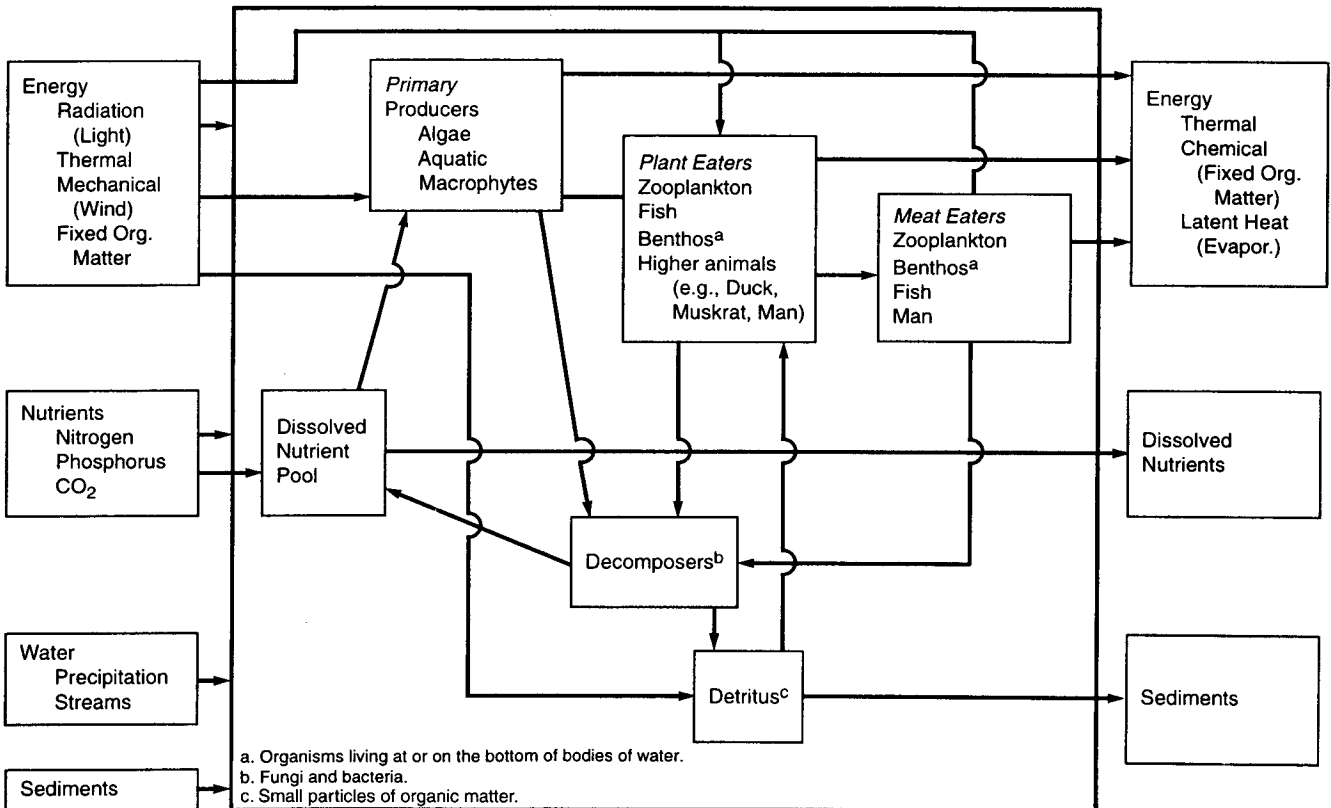 Energy
Radiation
(Light)
Thermal
Mechanical
(Wind)
Fixed Org.
Matter
Nutrients
Nitrogen
Phosphorus
CO2
Water
Precipitation
Streams
Sediments
Primary
Producers
Algae
Aquatic
Macrophytes
Plant Eaters
Zooplankton
Fish
Benthosa
Higher animals
(e.g., Duck,
Muskrat, Man)
Meat Eaters
Zooplankton
Benthosa
Fish
Man
Dissolved
Nutrient
Pool
Decomposersb
Detritusc
Energy
Thermal
Chemical
(Fixed Org.
Matter)
Latent Heat
(Evapor.)
Dissolved
Nutrients
Sediments
a. Organisms living at or on the bottom of bodies of water.
b. Fungi and bacteria.
c. Small particles of organic matter.